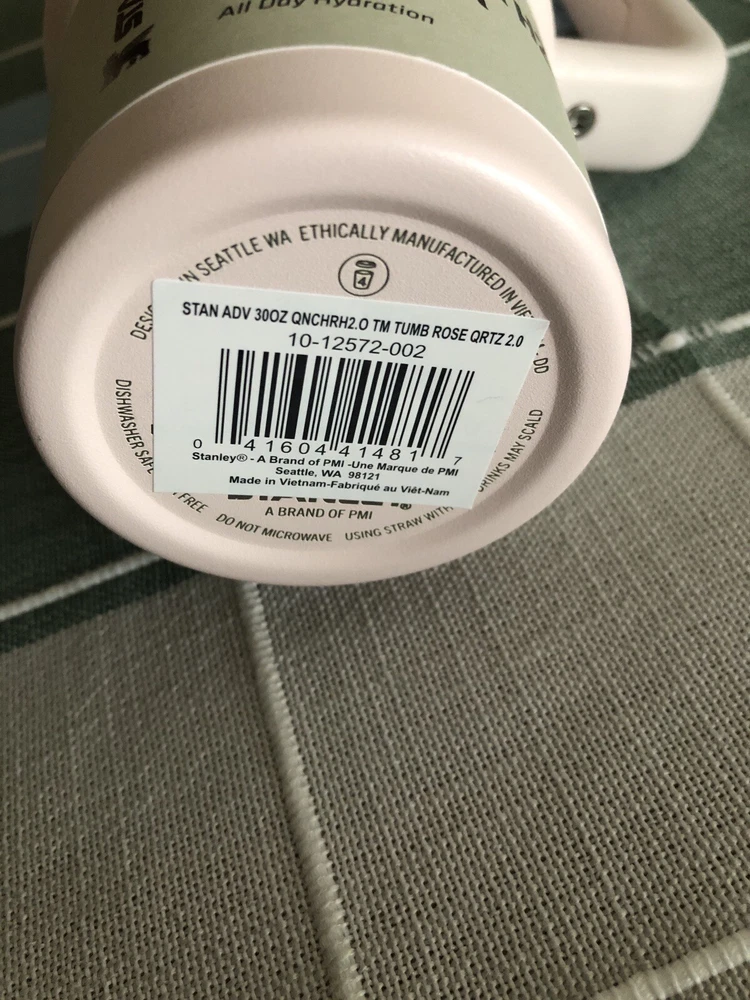 All Day Hydration
IN SEATTLE WA ETHICALLY MANUFACTURED IN
4
STAN ADV 30OZ QNCHRH2.O TM TUMB ROSE QRTZ 2.0
10-12572-002
0 41604 41481 7
Stanley® - A Brand of PMI -Une Marque de PMI
Seattle, WA 98121
Made in Vietnam-Fabriqué au Viêt-Nam
STANLEY®
A BRAND OF PMI
DISHWASHER SAFE FREE DO NOT MICROWAVE USING STRAW WITH DRINKS MAY SCALD